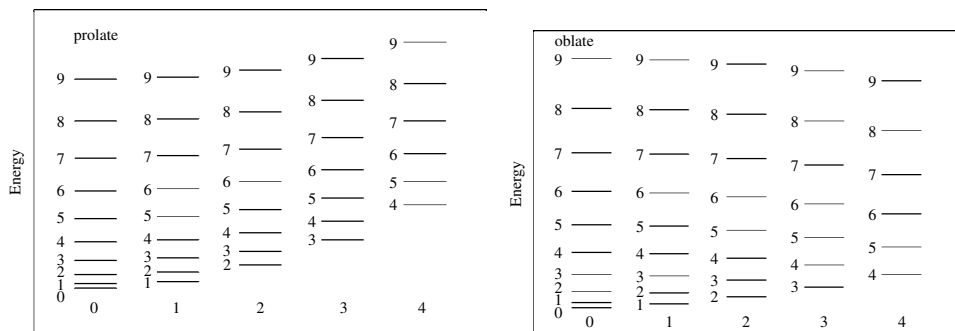 prolate
9 9 9 9 9
8 8 8 8 8
7 7 7 7 7
6 6 6 6 6
5 5 5 5 5
4 4 4 4 4
3 3 3 3
2 2 2
1 1
0
0 1 2 3 4
Energy
oblate
9 9 9 9 9
8 8 8 8 8
7 7 7 7 7
6 6 6 6 6
5 5 5 5 5
4 4 4 4 4
3 3 3 3
2 2 2
1 1
0
0 1 2 3 4
Energy